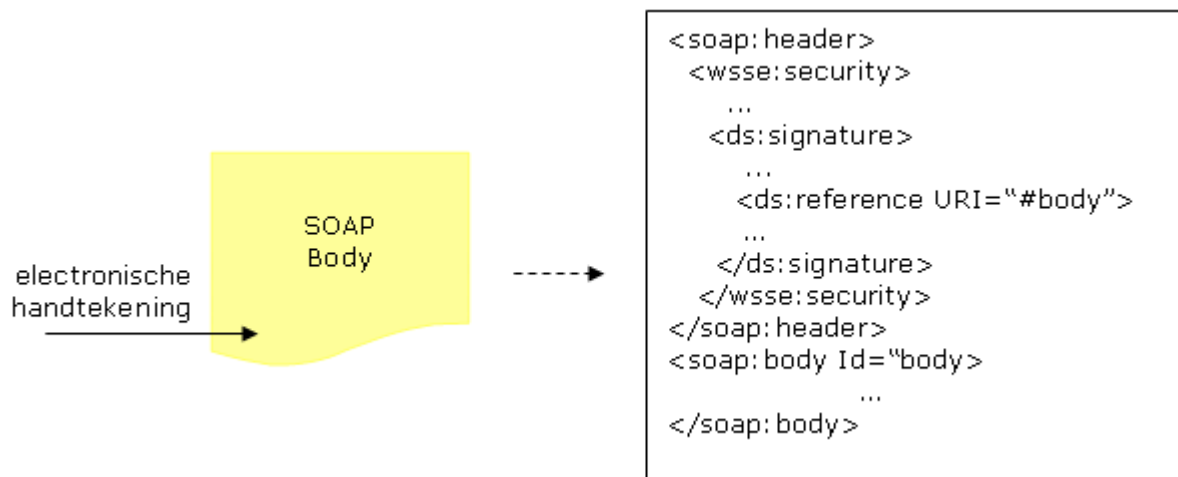 electronische
handtekening
SOAP
Body
<soap:header>
<wsse:security>
...
<ds:signature>
...
<ds:reference URI=“#body”>
...
</ds:signature>
</wsse:security>
</soap:header>
<soap:body Id=“body>
...
</soap:body>